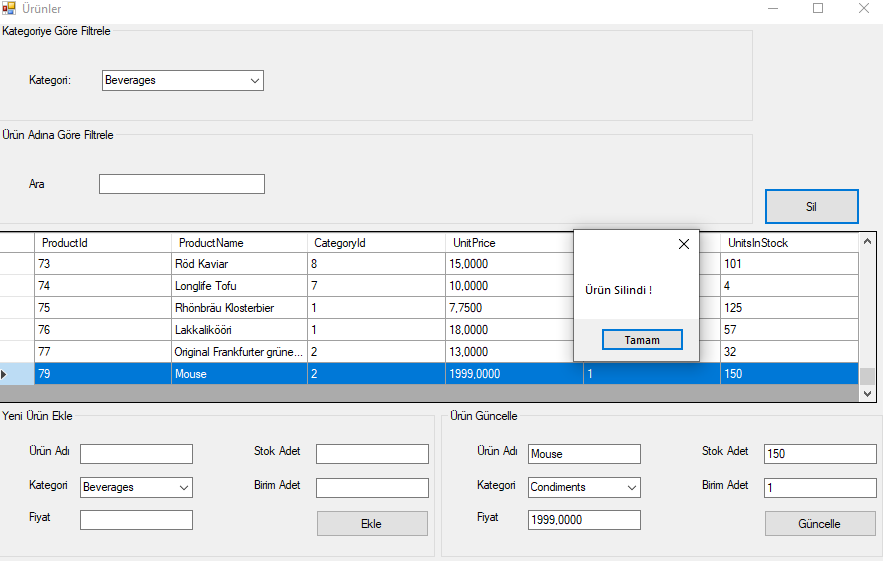 Ürünler
Kategoriye Göre Filtrele
Kategori: Beverages
Ürün Adına Göre Filtrele
Ara
Sil
ProductId ProductName CategoryId UnitPrice UnitsInStock
73 Röd Kaviar 8 15,0000 101
74 Longlife Tofu 7 10,0000 4
75 Rhönbräu Klosterbier 1 7,7500 125
76 Lakkalikööri 1 18,0000 57
77 Original Frankfurter grüne... 2 13,0000 32
79 Mouse 2 1999,0000 1 150
Ürün Silindi !
Tamam
Yeni Ürün Ekle
Ürün Adı Stok Adet
Kategori Beverages Birim Adet
Fiyat Ekle
Ürün Güncelle
Ürün Adı Mouse Stok Adet 150
Kategori Condiments Birim Adet 1
Fiyat 1999,0000 Güncelle